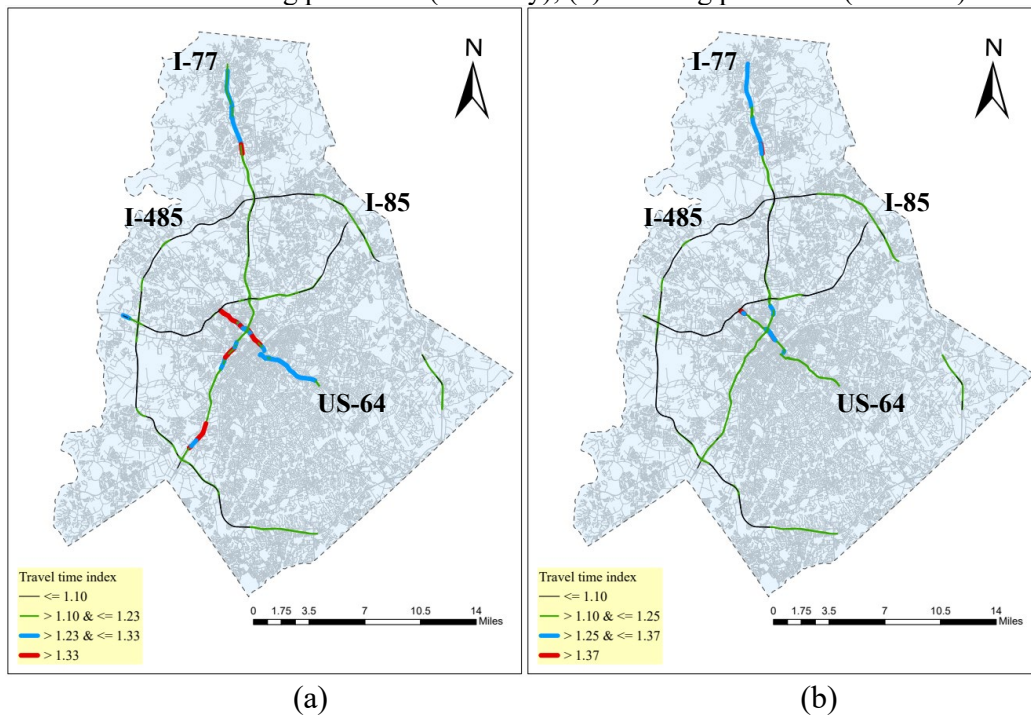 I-77
N
I-485
I-85
US-64
Travel time index
<= 1.10
> 1.10 & <= 1.23
> 1.23 & <= 1.33
> 1.33
0 1.75 3.5 7 10.5 14
Miles
(a)
I-77
N
I-485
I-85
US-64
Travel time index
<= 1.10
> 1.10 & <= 1.25
> 1.25 & <= 1.37
> 1.37
0 1.75 3.5 7 10.5 14
Miles
(b)